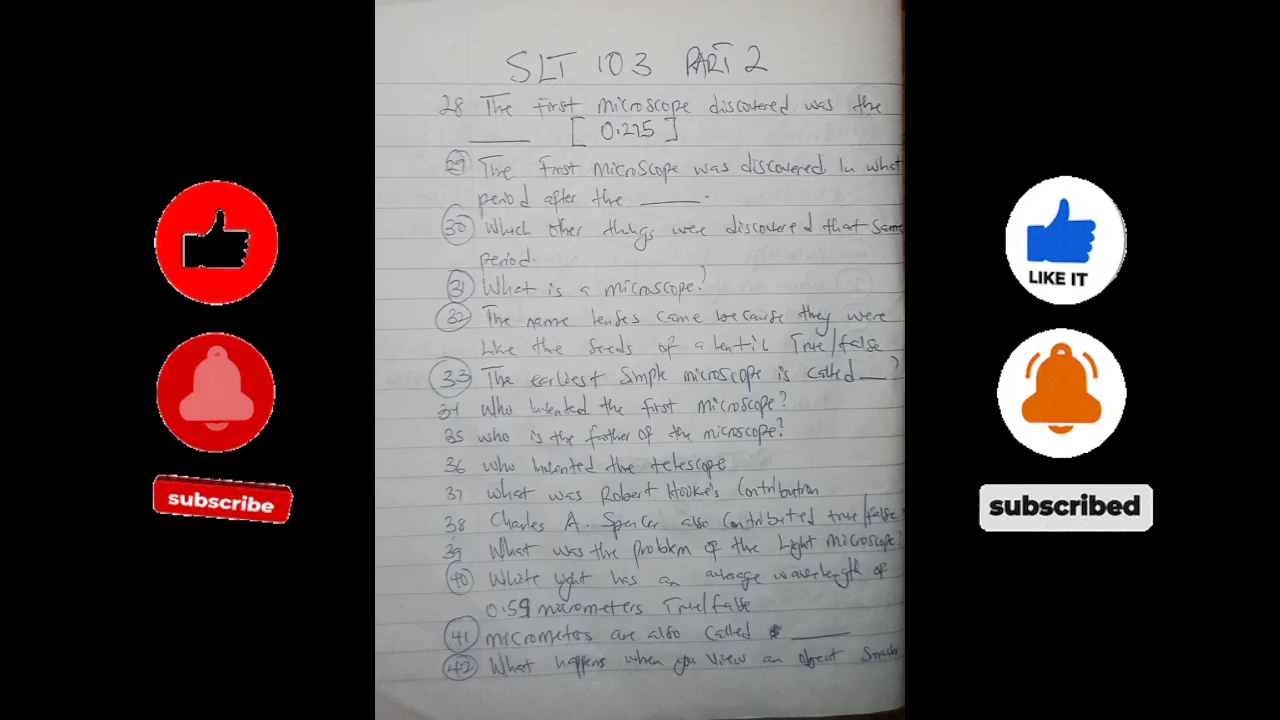 SLT 103 PART 2
28 The first microscope discovered was the
____ [0.275]
29 The first microscope was discovered in what
period after the ____.
30 Which other things were discovered that same
period.
31 What is a microscope?
32 The name lenses came because they were
like the seeds of a lentic True/false
33 The earliest simple microscope is called __?
34 Who invented the first microscope?
35 who is the father of the microscope?
36 who invented the telescope
37 what was Robert Hooke's Contribution
38 Charles A. Spencer also contributed true/false
39 What was the problem of the Light microscope?
40 White light has an average wavelength of
0.59 micrometers True/false
41 micrometers are also called ____
42 What happens when you view an object
subscribe
LIKE IT
subscribed